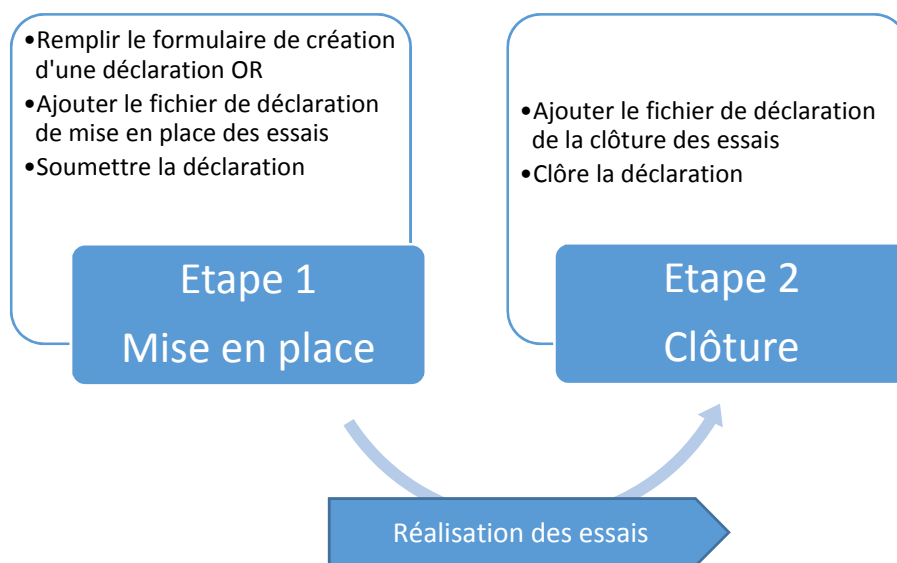 •Remplir le formulaire de création
d'une déclaration OR
•Ajouter le fichier de déclaration
de mise en place des essais
•Soumettre la déclaration
Etape 1
Mise en place
•Ajouter le fichier de déclaration
de la clôture des essais
•Clôre la déclaration
Etape 2
Clôture
Réalisation des essais